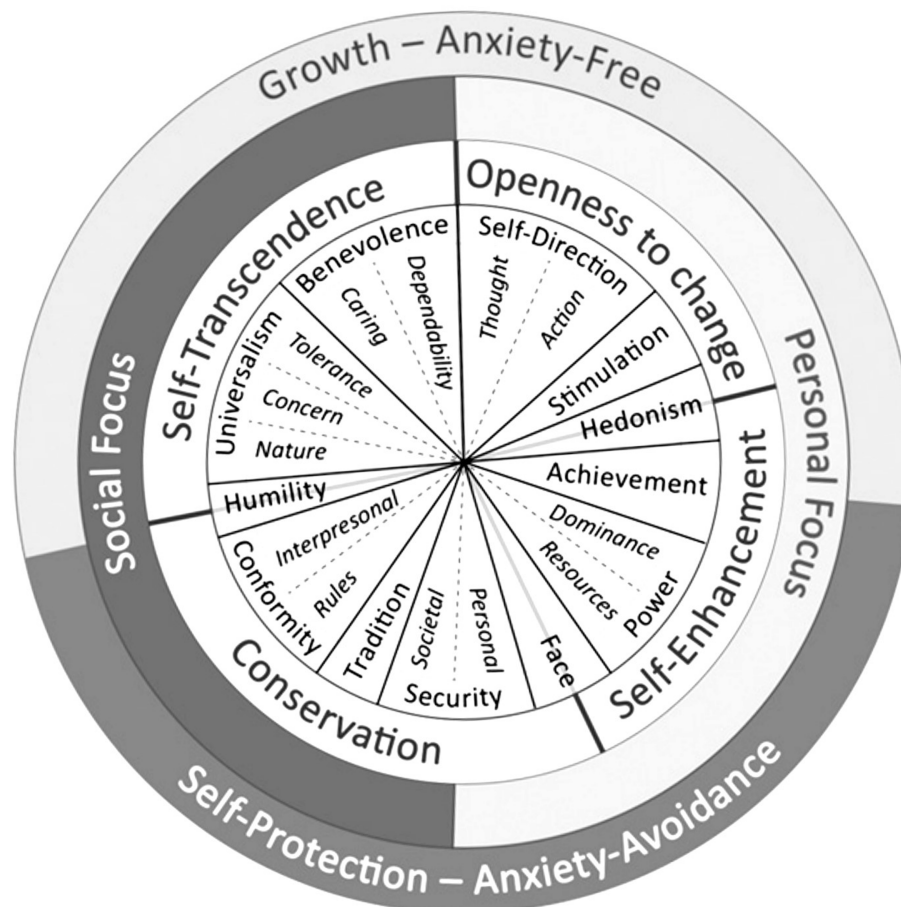 Growth – Anxiety-Free
Social Focus
Personal Focus
Self-Protection – Anxiety-Avoidance
Self-Transcendence
Openness to change
Self-Enhancement
Conservation
Benevolence
Caring
Dependability
Self-Direction
Thought
Action
Stimulation
Hedonism
Achievement
Power
Dominance
Resources
Face
Security
Personal
Societal
Tradition
Conformity
Rules
Interpresonal
Humility
Universalism
Nature
Concern
Tolerance